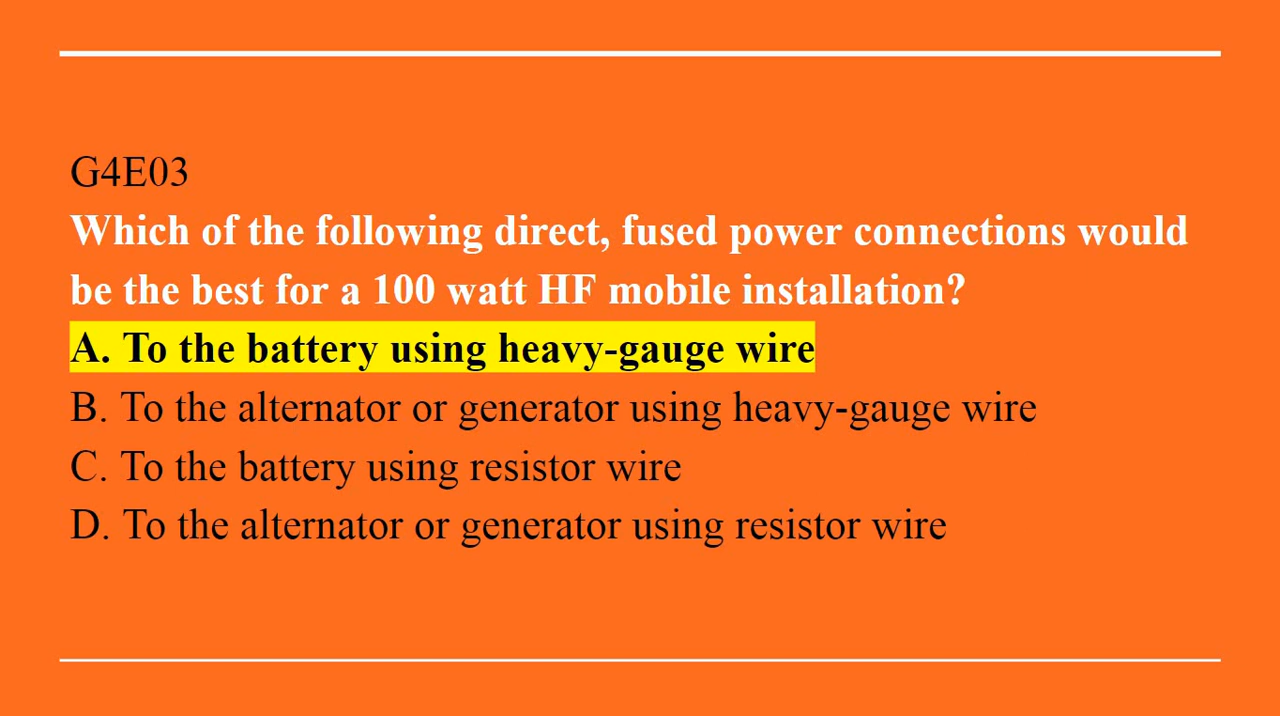 G4E03
Which of the following direct, fused power connections would
be the best for a 100 watt HF mobile installation?
A. To the battery using heavy-gauge wire
B. To the alternator or generator using heavy-gauge wire
C. To the battery using resistor wire
D. To the alternator or generator using resistor wire